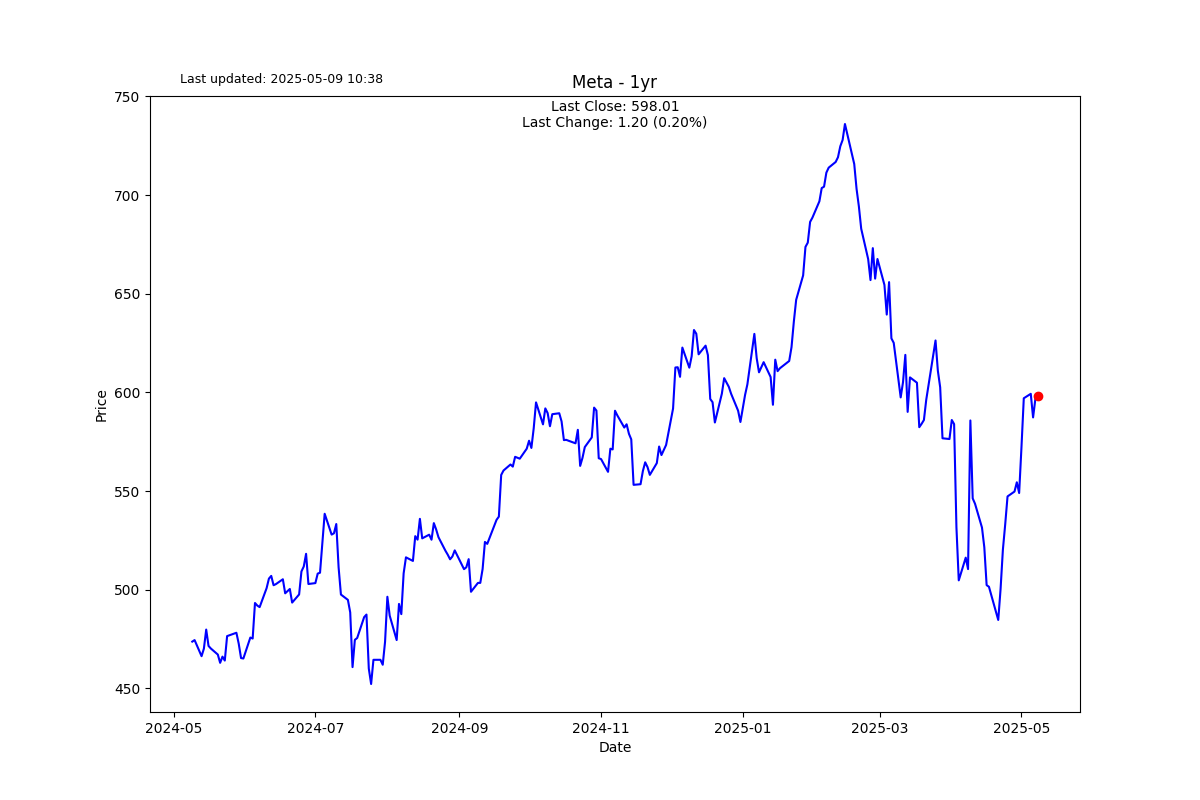 Last updated: 2025-05-09 10:38
Meta - 1yr
Last Close: 598.01
Last Change: 1.20 (0.20%)
750
700
650
600
550
500
450
Price
2024-05
2024-07
2024-09
2024-11
2025-01
2025-03
2025-05
Date